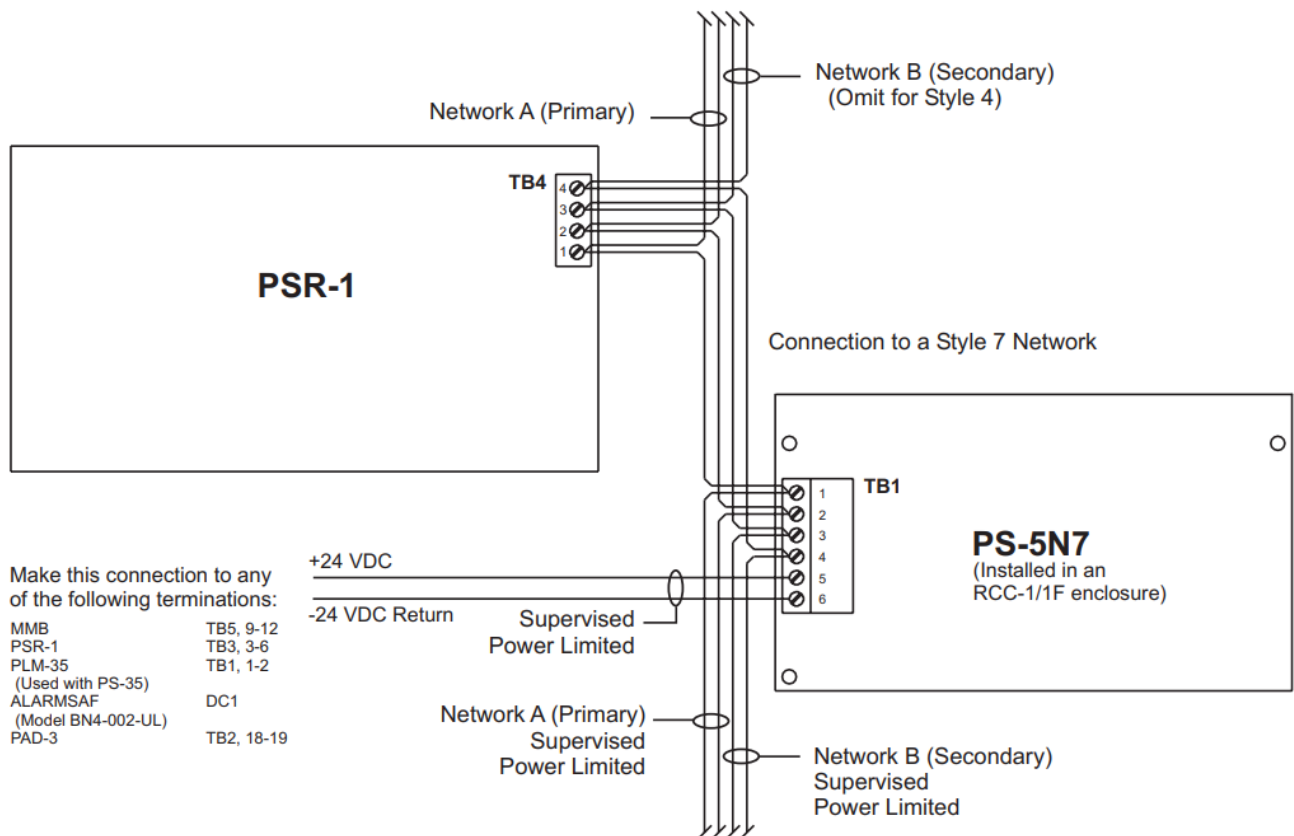 Network B (Secondary)
(Omit for Style 4)
Network A (Primary)
TB4
4
3
2
1
PSR-1
Connection to a Style 7 Network
TB1
1
2
3
4
5
6
PS-5N7
(Installed in an
RCC-1/1F enclosure)
Make this connection to any
of the following terminations:
MMB TB5, 9-12
PSR-1 TB3, 3-6
PLM-35 TB1, 1-2
(Used with PS-35)
ALARMSAF DC1
(Model BN4-002-UL)
PAD-3 TB2, 18-19
+24 VDC
-24 VDC Return
Supervised
Power Limited
Network A (Primary)
Supervised
Power Limited
Network B (Secondary)
Supervised
Power Limited